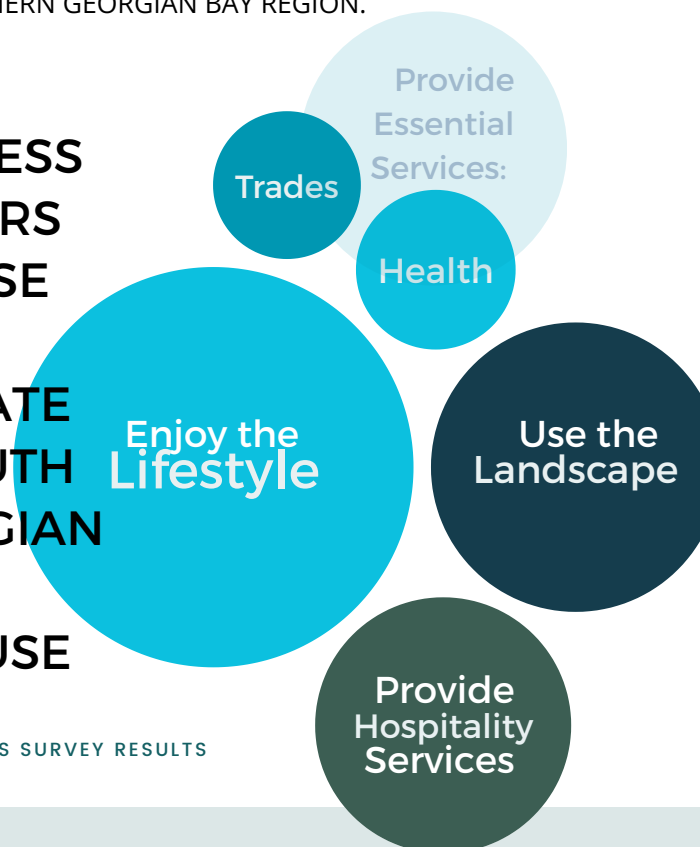 HERN GEORGIAN BAY REGION.
ESS
RS
SE
ATE
UTH
GIAN
USE
S SURVEY RESULTS
Provide
Essential
Services:
Trades
Health
Enjoy the
Lifestyle
Use the
Landscape
Provide
Hospitality
Services